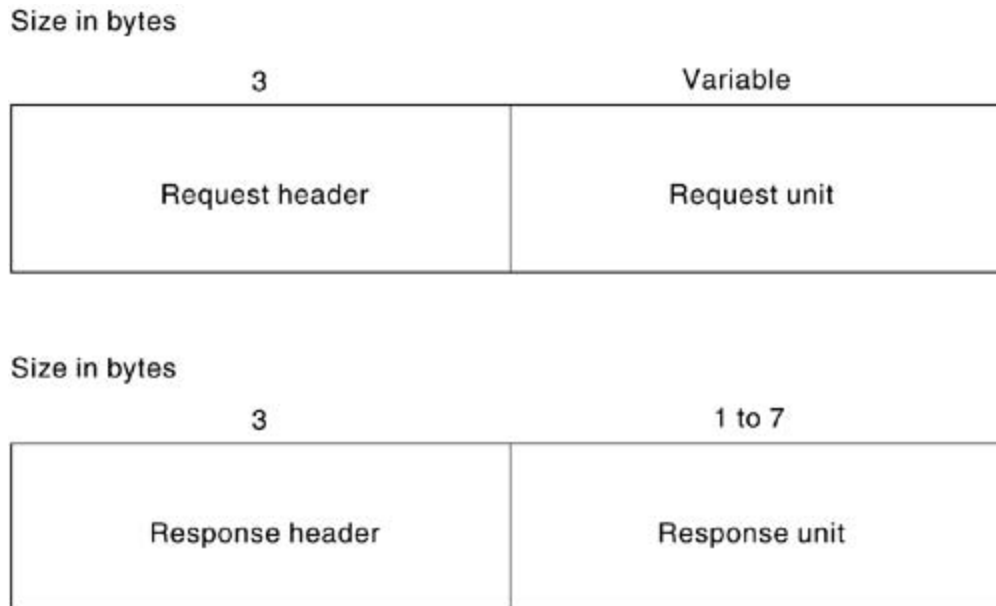 Size in bytes
3 Variable
Request header Request unit
Size in bytes
3 1 to 7
Response header Response unit